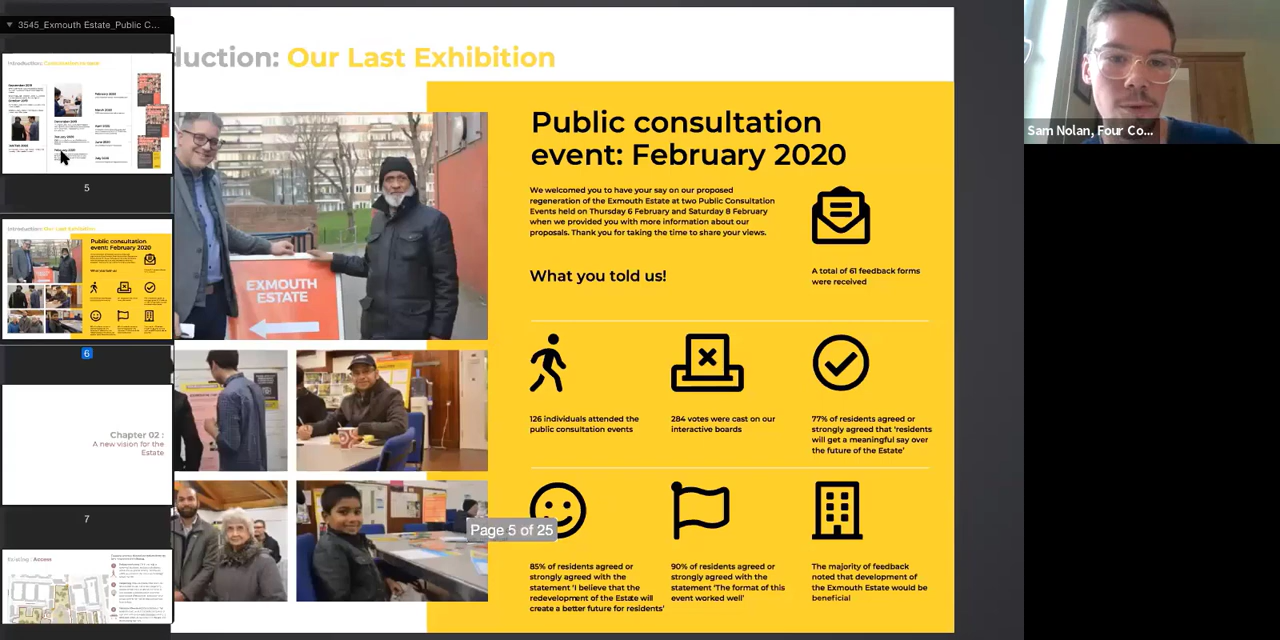 3545_Exmouth Estate_Public C...
5
6
Chapter 02 :
A new vision for the
Estate
7
Existing : Access
duction: Our Last Exhibition
EXMOUTH
ESTATE
Public consultation
event: February 2020
We welcomed you to have your say on our proposed
regeneration of the Exmouth Estate at two Public Consultation
Events held on Thursday 6 February and Saturday 8 February
when we provided you with more information about our
proposals. Thank you for taking the time to share your views.
What you told us!
A total of 61 feedback forms
were received
126 individuals attended the
public consultation events
284 votes were cast on our
interactive boards
77% of residents agreed or
strongly agreed that 'residents
will get a meaningful say over
the future of the Estate'
Page 5 of 25
85% of residents agreed or
strongly agreed with the
statement 'I believe that the
redevelopment of the Estate will
create a better future for residents'
90% of residents agreed or
strongly agreed with the
statement 'The format of this
event worked well'
The majority of feedback
noted that development of
the Exmouth Estate would be
beneficial
Sam Nolan, Four Co...